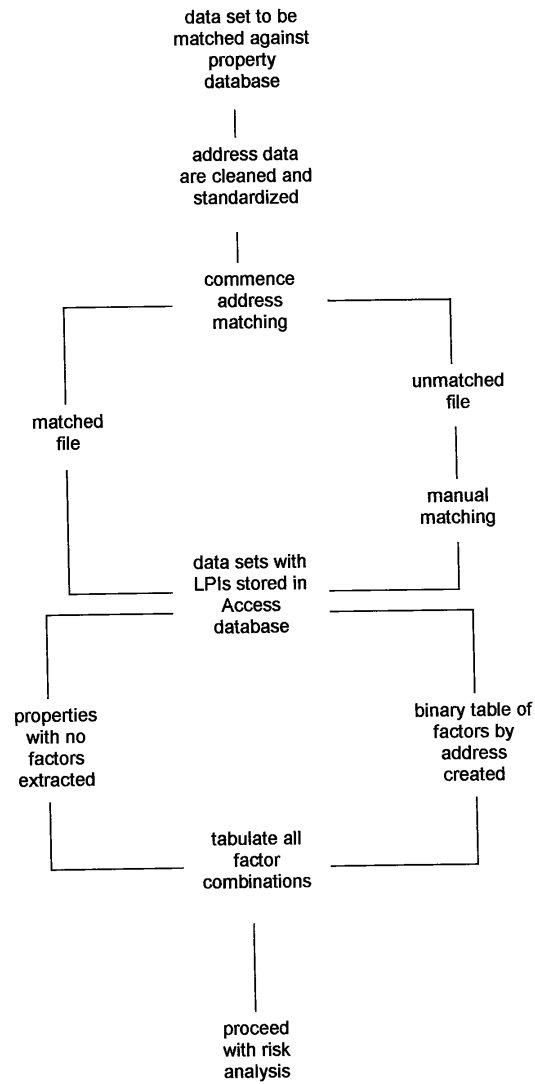 data set to be
matched against
property
database
address data
are cleaned and
standardized
commence
address
matching
matched
file
unmatched
file
manual
matching
data sets with
LPIs stored in
Access
database
properties
with no
factors
extracted
binary table of
factors by
address
created
tabulate all
factor
combinations
proceed
with risk
analysis